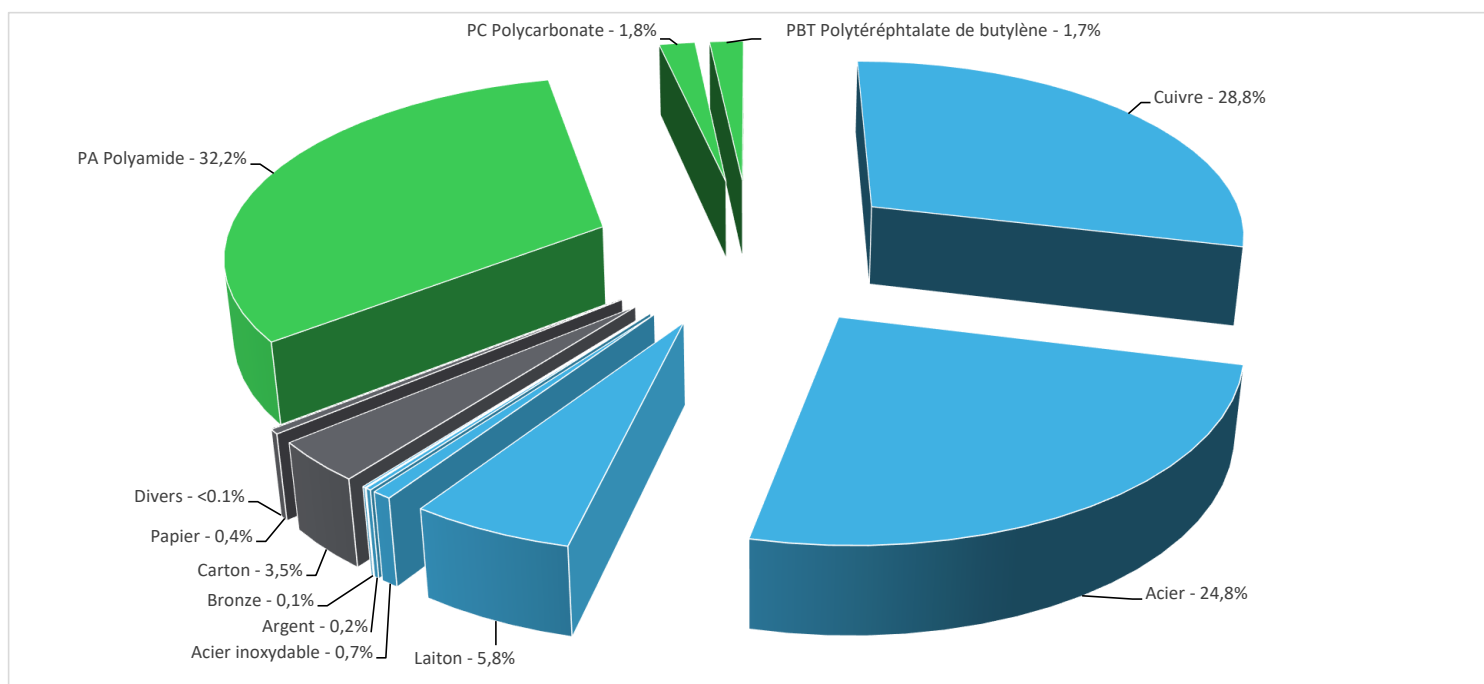 PC Polycarbonate - 1,8%
PBT Polytéréphtalate de butylène - 1,7%
Cuivre - 28,8%
PA Polyamide - 32,2%
Divers - <0.1%
Papier - 0,4%
Carton - 3,5%
Bronze - 0,1%
Argent - 0,2%
Acier inoxydable - 0,7%
Laiton - 5,8%
Acier - 24,8%